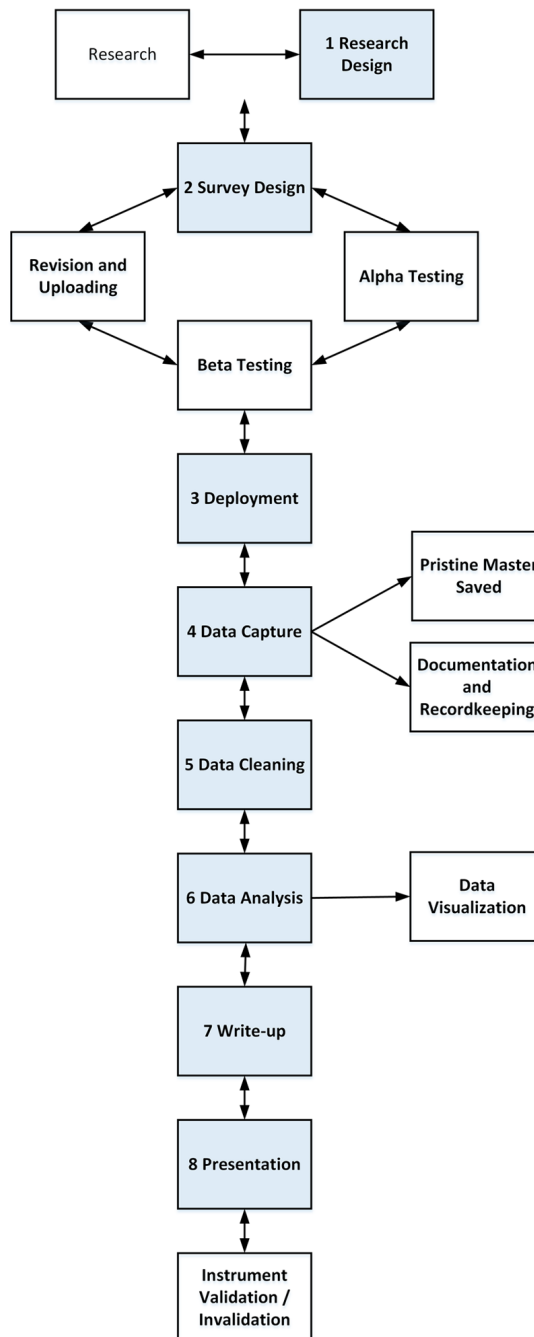 Research
1 Research
Design
2 Survey Design
Revision and
Uploading
Alpha Testing
Beta Testing
3 Deployment
Pristine Master
Saved
4 Data Capture
Documentation
and
Recordkeeping
5 Data Cleaning
6 Data Analysis
Data
Visualization
7 Write-up
8 Presentation
Instrument
Validation /
Invalidation